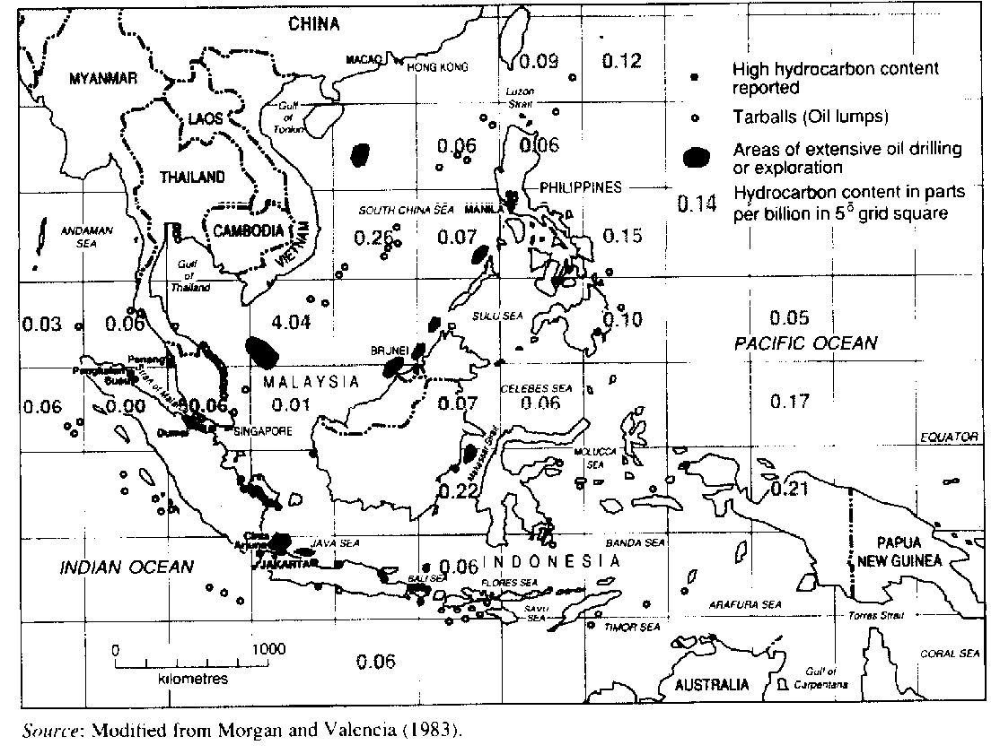 CHINA
MYANMAR
MACAO
HONG KONG
0.09
0.12
High hydrocarbon content
reported
Tarballs (Oil lumps)
Areas of extensive oil drilling
or exploration
0.14
Hydrocarbon content in parts
per billion in 5° grid square
LAOS
Gulf
of
Tonkin
Luzon
Strait
0.06
0.06
THAILAND
PHILIPPINES
SOUTH CHINA SEA
MANILA
ANDAMAN
SEA
CAMBODIA
VIETNAM
0.26
0.07
0.15
Gulf
of
Thailand
0.03
0.06
4.04
SULU SEA
0.10
0.05
PACIFIC OCEAN
BRUNEI
Penang
Pangkalan
Susu
MALAYSIA
CELEBES SEA
0.06
0.00
0.06
0.01
0.07
0.06
0.17
Dumai
SINGAPORE
EQUATOR
Makassar Strait
MOLUCCA
SEA
0.22
0.21
Cinta
Arjuna
JAVA SEA
BANDA SEA
PAPUA
NEW GUINEA
INDIAN OCEAN
JAKARTA
0.06
INDONESIA
BALI SEA
FLORES SEA
SAVU
SEA
ARAFURA SEA
TIMOR SEA
Torres Strait
0
1000
kilometres
0.06
AUSTRALIA
Gulf of
Carpentaria
CORAL SEA
Source: Modified from Morgan and Valencia (1983).